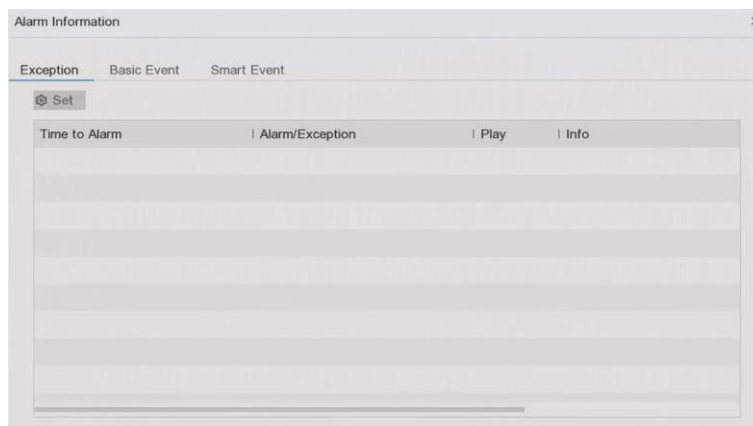 Alarm Information
Exception Basic Event Smart Event
Set
Time to Alarm Alarm/Exception Play Info